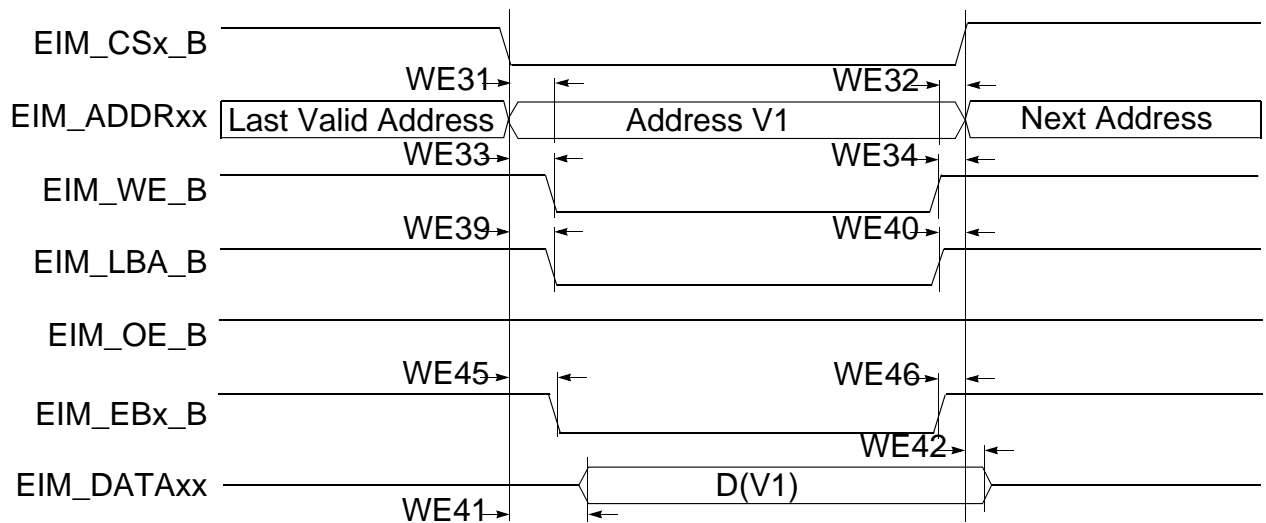 EIM_CSx_B
WE31 WE32
EIM_ADDRxx Last Valid Address Address V1 Next Address
WE33 WE34
EIM_WE_B
WE39 WE40
EIM_LBA_B
EIM_OE_B
WE45 WE46
EIM_EBx_B
WE42
EIM_DATAxx D(V1)
WE41